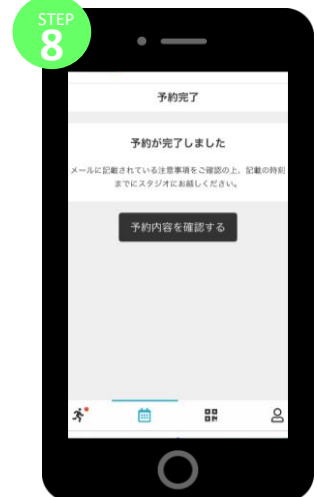 STEP
8
予約完了
予約が完了しました
メールに記載されている注意事項をご確認の上、記載の時刻
までにスタジオにお越しください。
予約内容を確認する